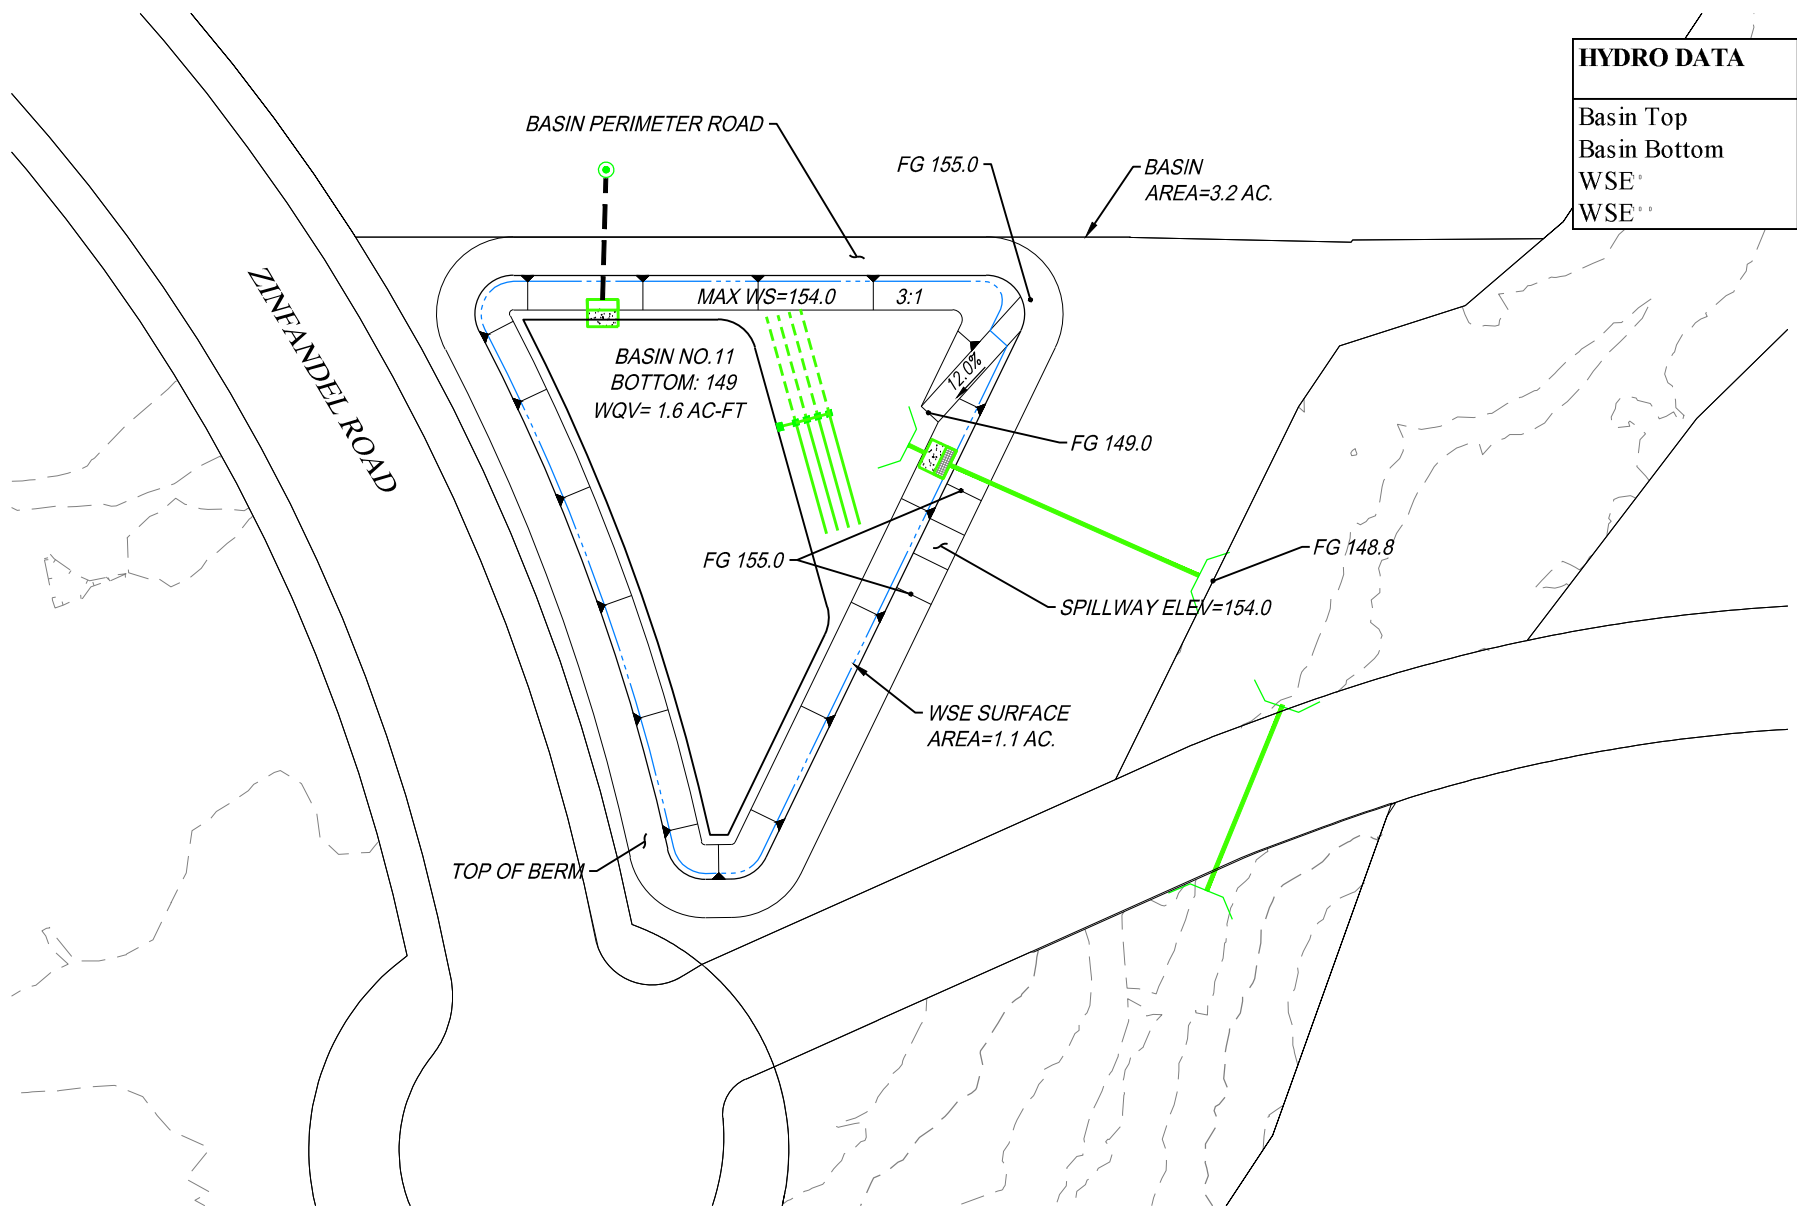 HYDRO DATA
Basin Top
Basin Bottom
WSE10
WSE100
BASIN PERIMETER ROAD
FG 155.0
BASIN
AREA=3.2 AC.
ZINFANDEL ROAD
MAX WS=154.0
3:1
BASIN NO.11
BOTTOM: 149
WQV= 1.6 AC-FT
12.0%
FG 149.0
FG 155.0
FG 148.8
SPILLWAY ELEV=154.0
WSE SURFACE
AREA=1.1 AC.
TOP OF BERM